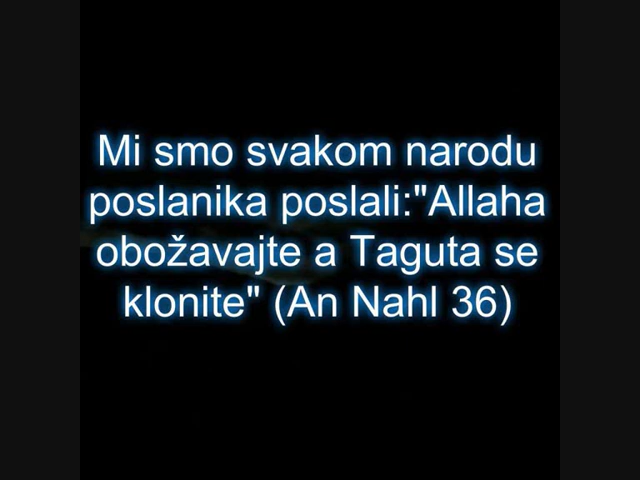 Mi smo svakom narodu
poslanika poslali:"Allaha
obožavajte a Taguta se
klonite" (An Nahl 36)